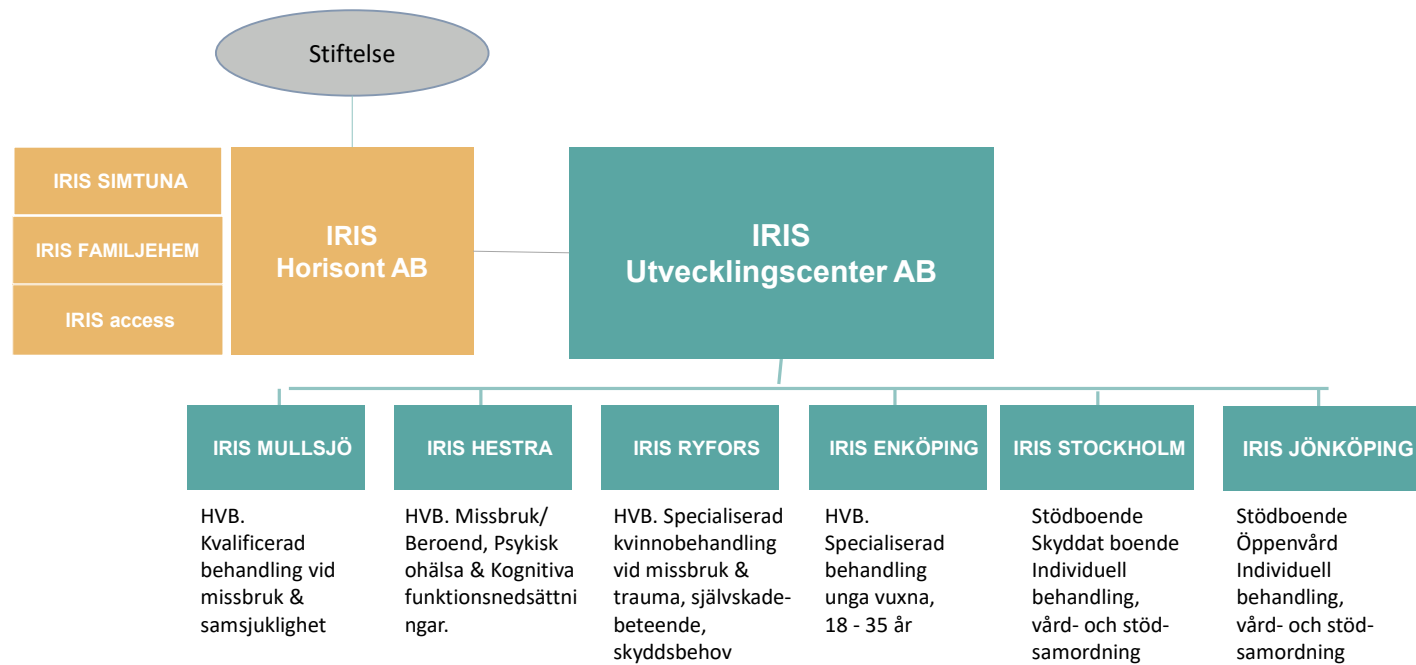 Stiftelse
IRIS SIMTUNA
IRIS FAMILJEHEM
IRIS access
IRIS
Horisont AB
IRIS
Utvecklingscenter AB
IRIS MULLSJÖ
HVB.
Kvalificerad
behandling vid
missbruk &
samsjuklighet
IRIS HESTRA
HVB. Missbruk/
Beroend, Psykisk
ohälsa & Kognitiva
funktionsnedsättni
ngar.
IRIS RYFORS
HVB. Specialiserad
kvinnobehandling
vid missbruk &
trauma, självskade-
beteende,
skyddsbehov
IRIS ENKÖPING
HVB.
Specialiserad
behandling
unga vuxna,
18 - 35 år
IRIS STOCKHOLM
Stödboende
Skyddat boende
Individuell
behandling,
vård- och stöd-
samordning
IRIS JÖNKÖPING
Stödboende
Öppenvård
Individuell
behandling,
vård- och stöd-
samordning